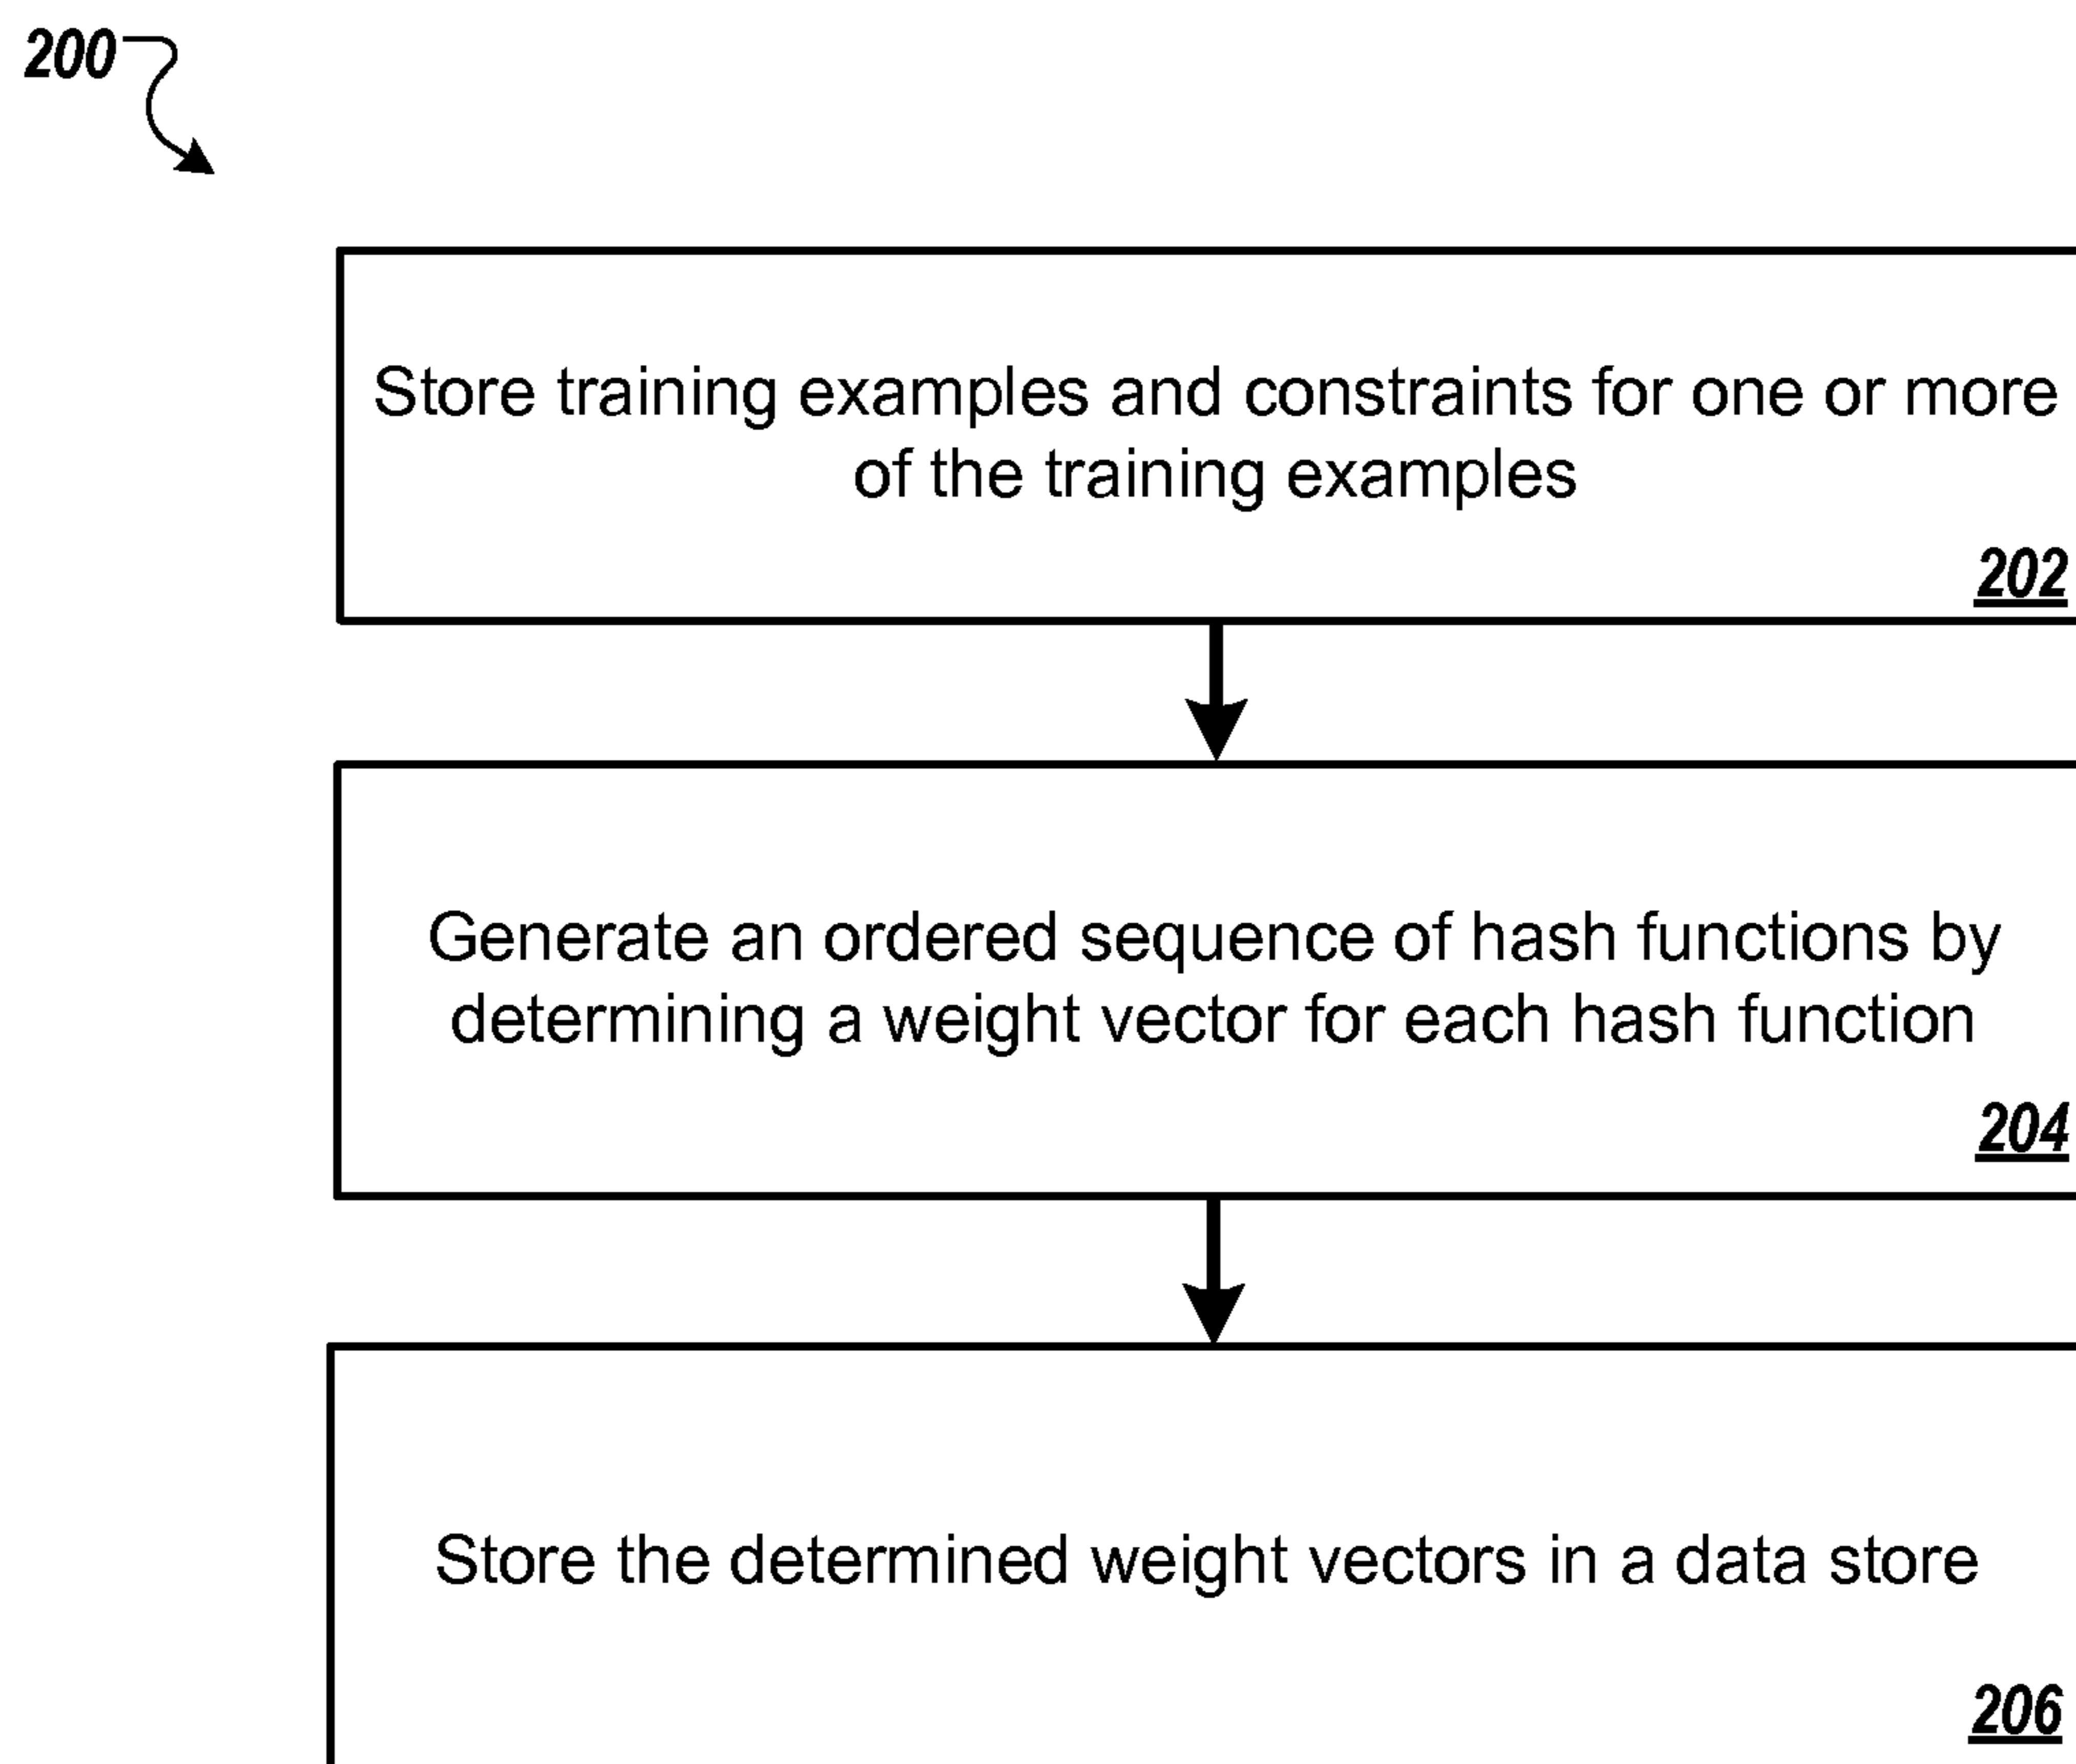 200
Store training examples and constraints for one or more
of the training examples
202
Generate an ordered sequence of hash functions by
determining a weight vector for each hash function
204
Store the determined weight vectors in a data store
206